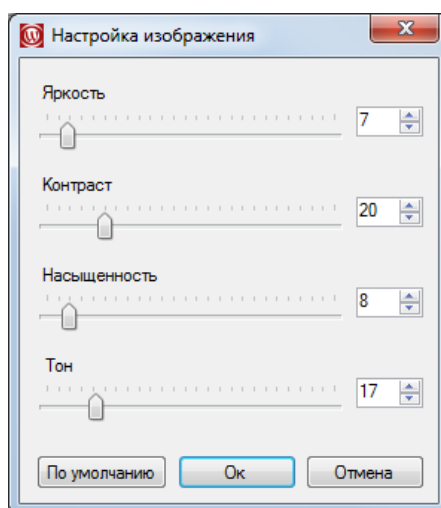 Настройка изображения
Яркость
7
Контраст
20
Насыщенность
8
Тон
17
По умолчанию Ок Отмена